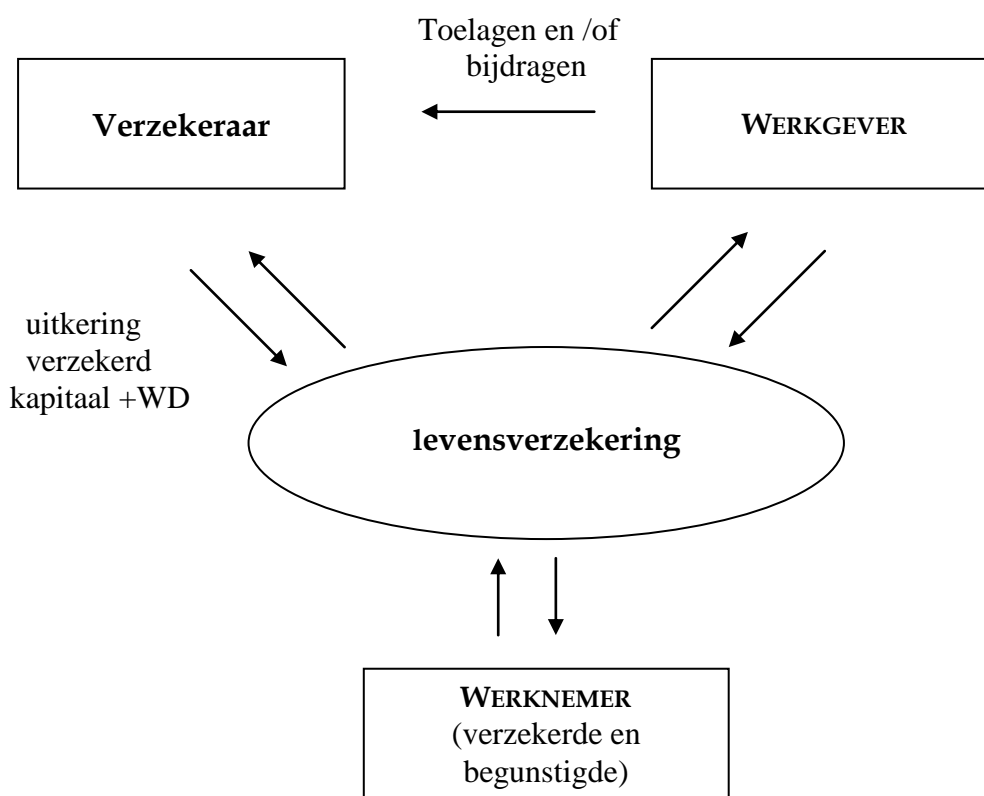 Toelagen en /of
bijdragen
Verzekeraar
WERKGEVER
uitkering
verzekerd
kapitaal +WD
levensverzekering
WERKNEMER
(verzekerde en
begunstigde)